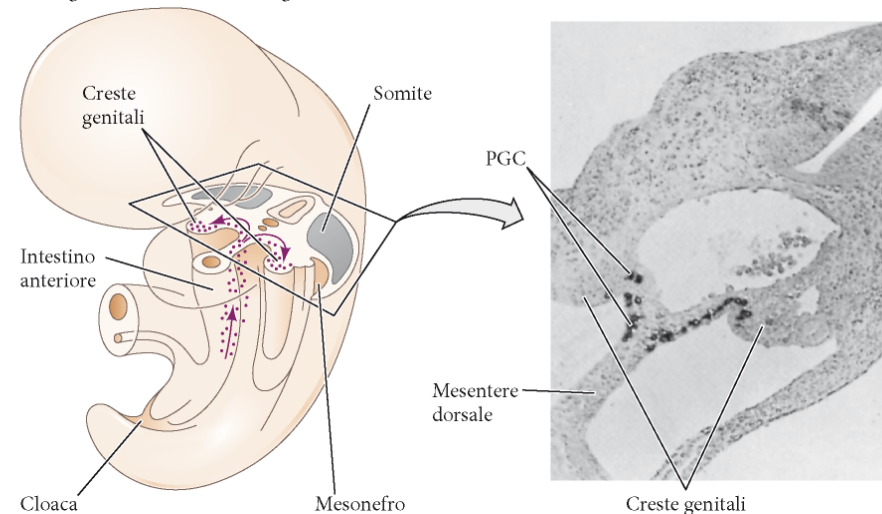 Creste
genitali
Somite
PGC
Intestino
anteriore
Mesentere
dorsale
Cloaca
Mesonefro
Creste genitali